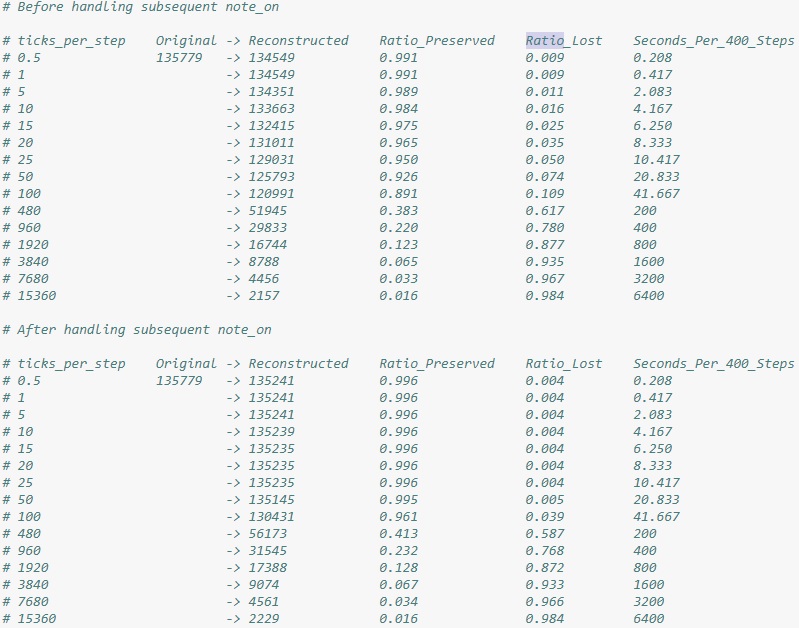 # Before handling subsequent note_on
# ticks_per_step Original -> Reconstructed Ratio_Preserved Ratio_Lost Seconds_Per_400_Steps
# 0.5 135779 -> 134549 0.991 0.009 0.208
# 1 -> 134549 0.991 0.009 0.417
# 5 -> 134351 0.989 0.011 2.083
# 10 -> 133663 0.984 0.016 4.167
# 15 -> 132415 0.975 0.025 6.250
# 20 -> 131011 0.965 0.035 8.333
# 25 -> 129031 0.950 0.050 10.417
# 50 -> 125793 0.926 0.074 20.833
# 100 -> 120991 0.891 0.109 41.667
# 480 -> 51945 0.383 0.617 200
# 960 -> 29833 0.220 0.780 400
# 1920 -> 16744 0.123 0.877 800
# 3840 -> 8788 0.065 0.935 1600
# 7680 -> 4456 0.033 0.967 3200
# 15360 -> 2157 0.016 0.984 6400
# After handling subsequent note_on
# ticks_per_step Original -> Reconstructed Ratio_Preserved Ratio_Lost Seconds_Per_400_Steps
# 0.5 135779 -> 135241 0.996 0.004 0.208
# 1 -> 135241 0.996 0.004 0.417
# 5 -> 135241 0.996 0.004 2.083
# 10 -> 135239 0.996 0.004 4.167
# 15 -> 135235 0.996 0.004 6.250
# 20 -> 135235 0.996 0.004 8.333
# 25 -> 135235 0.996 0.004 10.417
# 50 -> 135145 0.995 0.005 20.833
# 100 -> 130431 0.961 0.039 41.667
# 480 -> 56173 0.413 0.587 200
# 960 -> 31545 0.232 0.768 400
# 1920 -> 17388 0.128 0.872 800
# 3840 -> 9074 0.067 0.933 1600
# 7680 -> 4561 0.034 0.966 3200
# 15360 -> 2229 0.016 0.984 6400